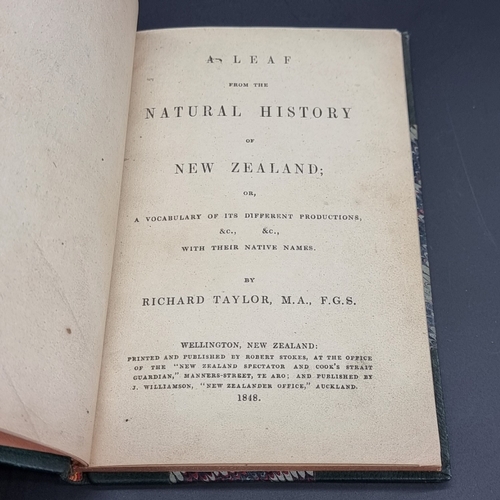 A LEAF
FROM THE
NATURAL HISTORY
OF
NEW ZEALAND;
OR,
A VOCABULARY OF ITS DIFFERENT PRODUCTIONS,
&c., &c.,
WITH THEIR NATIVE NAMES.
BY
RICHARD TAYLOR, M.A., F.G.S.
WELLINGTON, NEW ZEALAND:
PRINTED AND PUBLISHED BY ROBERT STOKES, AT THE OFFICE
OF THE "NEW ZEALAND SPECTATOR AND COOK'S STRAIT
GUARDIAN," MANNERS-STREET, TE ARO; AND PUBLISHED BY
J. WILLIAMSON, "NEW ZEALANDER OFFICE," AUCKLAND.
1848.